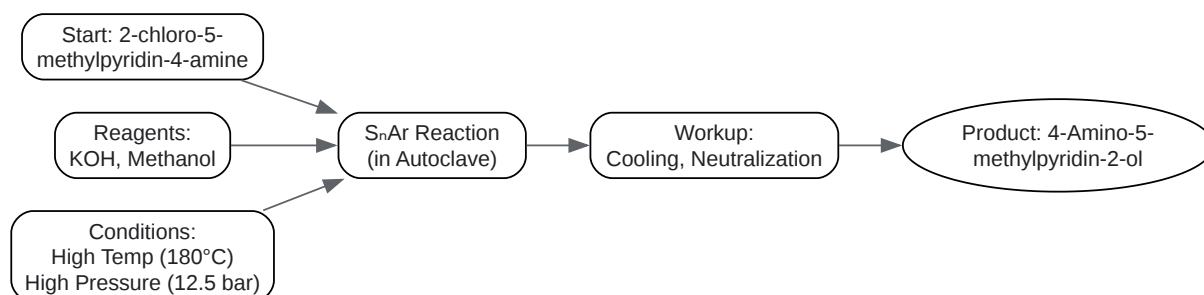 Start: 2-chloro-5-
methylpyridin-4-amine
Reagents:
KOH, Methanol
Conditions:
High Temp (180°C)
High Pressure (12.5 bar)
SₙAr Reaction
(in Autoclave)
Workup:
Cooling, Neutralization
Product: 4-Amino-5-
methylpyridin-2-ol